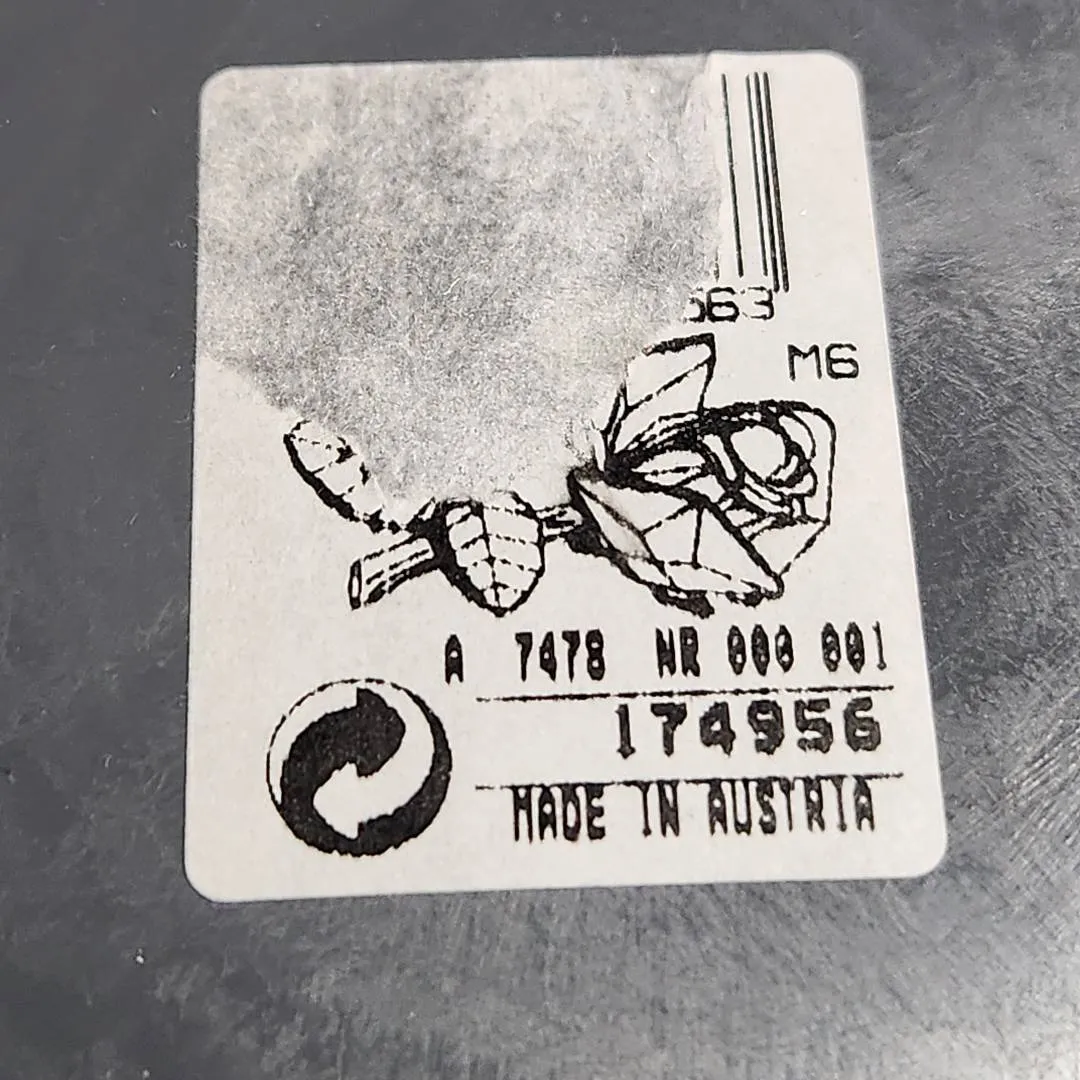 563
M6
A 7478 NR 000 001
174956
MADE IN AUSTRIA